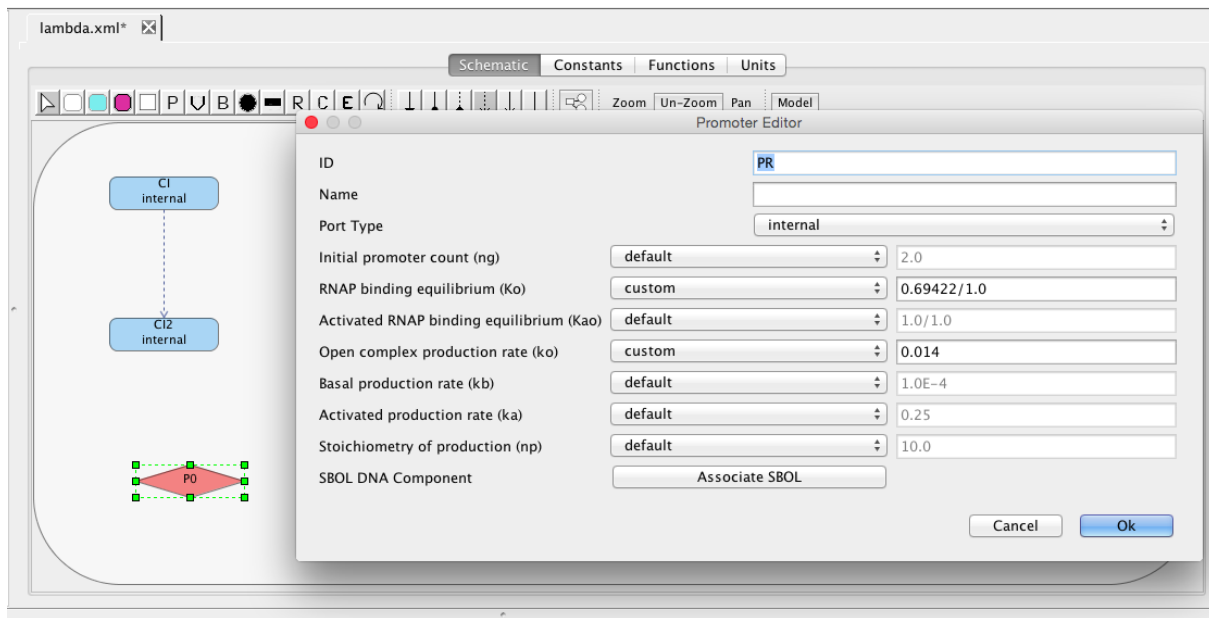 lambda.xml*
Schematic Constants Functions Units
P V B R C E Zoom Un-Zoom Pan Model
Promoter Editor
ID PR
Name
Port Type internal
Initial promoter count (ng) default 2.0
RNAP binding equilibrium (Ko) custom 0.69422/1.0
Activated RNAP binding equilibrium (Kao) default 1.0/1.0
Open complex production rate (ko) custom 0.014
Basal production rate (kb) default 1.0E-4
Activated production rate (ka) default 0.25
Stoichiometry of production (np) default 10.0
SBOL DNA Component Associate SBOL
Cancel Ok
CI
internal
CI2
internal
P0